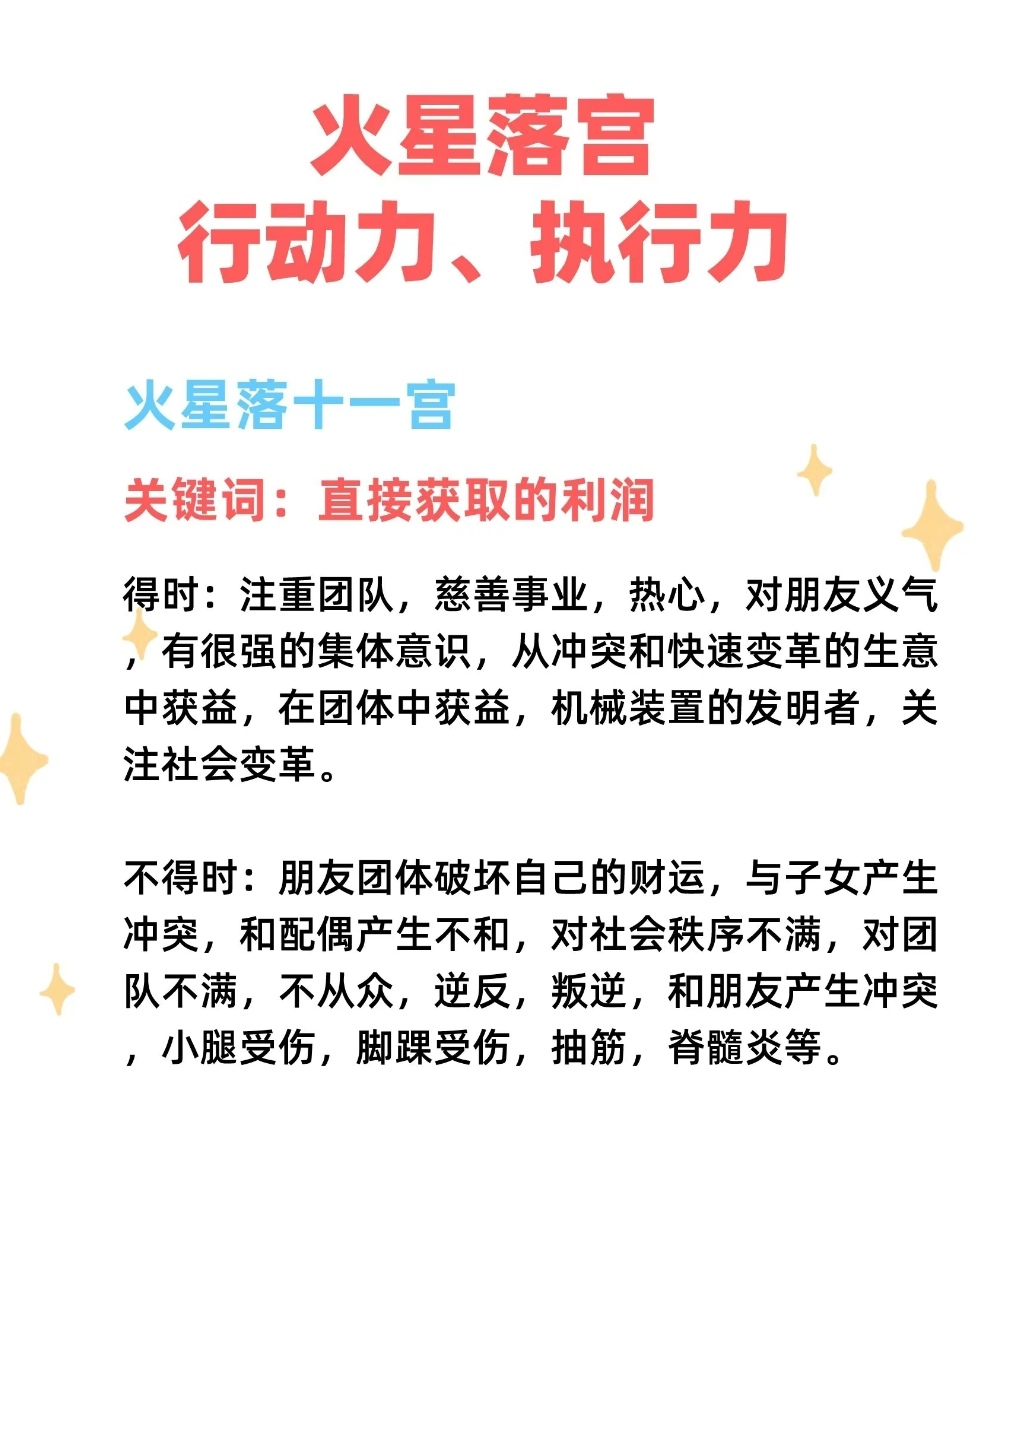 火星落宫
行动力、执行力
火星落十一宫
关键词：直接获取的利润
得时：注重团队，慈善事业，热心，对朋友义气
，有很强的集体意识，从冲突和快速变革的生意
中获益，在团体中获益，机械装置的发明者，关
注社会变革。
不得时：朋友团体破坏自己的财运，与子女产生
冲突，和配偶产生不和，对社会秩序不满，对团
队不满，不从众，逆反，叛逆，和朋友产生冲突
，小腿受伤，脚踝受伤，抽筋，脊髓炎等。